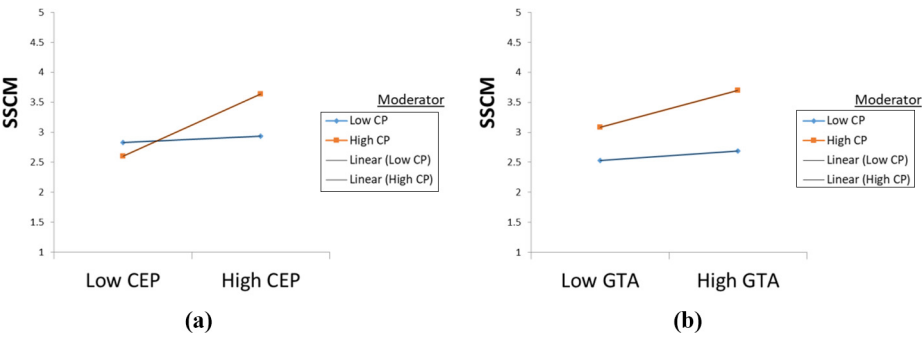 5
4.5
4
3.5
3
2.5
2
1.5
1
SSCM
Low CEP High CEP
Moderator
Low CP
High CP
Linear (Low CP)
Linear (High CP)
(a)
5
4.5
4
3.5
3
2.5
2
1.5
1
SSCM
Low GTA High GTA
Moderator
Low CP
High CP
Linear (Low CP)
Linear (High CP)
(b)